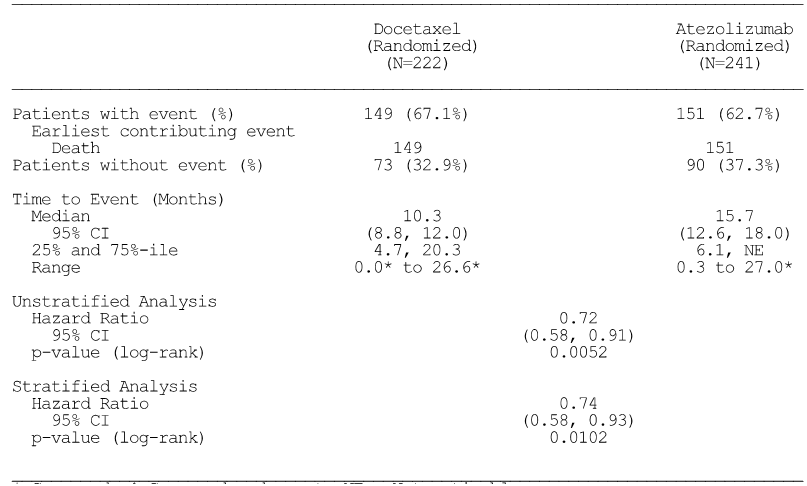 Docetaxel Atezolizumab
(Randomized) (Randomized)
(N=222) (N=241)
Patients with event (%) 149 (67.1%) 151 (62.7%)
Earliest contributing event
Death 149 151
Patients without event (%) 73 (32.9%) 90 (37.3%)
Time to Event (Months)
Median 10.3 15.7
95% CI (8.8, 12.0) (12.6, 18.0)
25% and 75%-ile 4.7, 20.3 6.1, NE
Range 0.0* to 26.6* 0.3 to 27.0*
Unstratified Analysis
Hazard Ratio 0.72
95% CI (0.58, 0.91)
p-value (log-rank) 0.0052
Stratified Analysis
Hazard Ratio 0.74
95% CI (0.58, 0.93)
p-value (log-rank) 0.0102